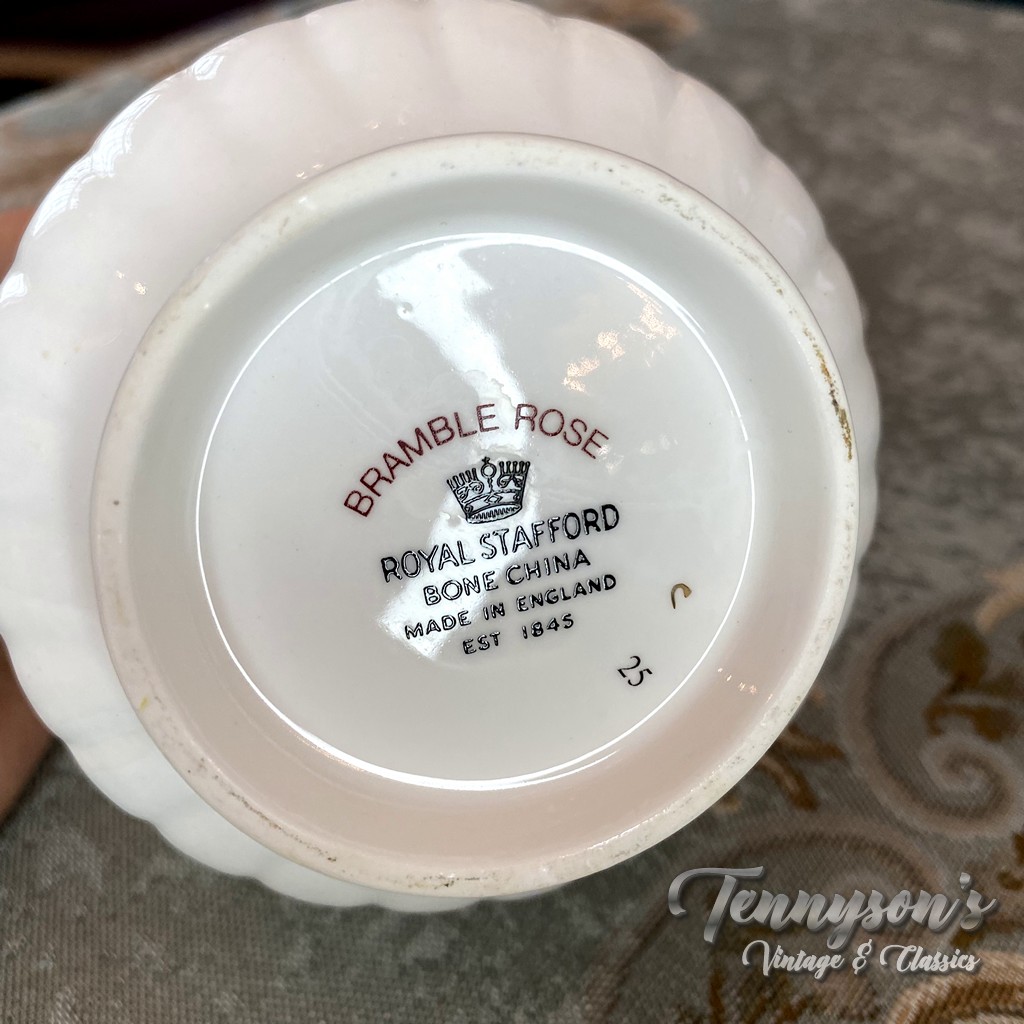 BRAMBLE ROSE
ROYAL STAFFORD
BONE CHINA
MADE IN ENGLAND
EST 1845
25
Tennyson's
Vintage & Classics